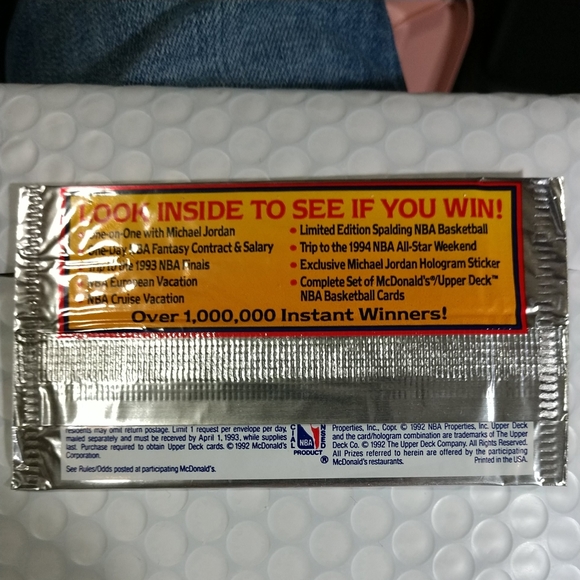 LOOK INSIDE TO SEE IF YOU WIN!
• One-on-One with Michael Jordan
One-Day NBA Fantasy Contract & Salary
Trip to the 1993 NBA Finals
NBA European Vacation
NBA Cruise Vacation
• Limited Edition Spalding NBA Basketball
• Trip to the 1994 NBA All-Star Weekend
• Exclusive Michael Jordan Hologram Sticker
• Complete Set of McDonald's®/Upper Deck™
NBA Basketball Cards
Over 1,000,000 Instant Winners!
residents may omit return postage. Limit 1 request per envelope per day,
mailed separately and must be received by April 1, 1993, while supplies
last. Purchase required to obtain Upper Deck cards. © 1992 McDonald's
Corporation.
See Rules/Odds posted at participating McDonald's.
NBA
PRODUCT
®
Properties, Inc., Copr. © 1992 NBA Properties, Inc. Upper Deck
and the card/hologram combination are trademarks of The Upper
Deck Co. © 1992 The Upper Deck Company. All Rights Reserved.
All Prizes referred to herein are offered by the participating
McDonald's restaurants.
Printed in the USA.